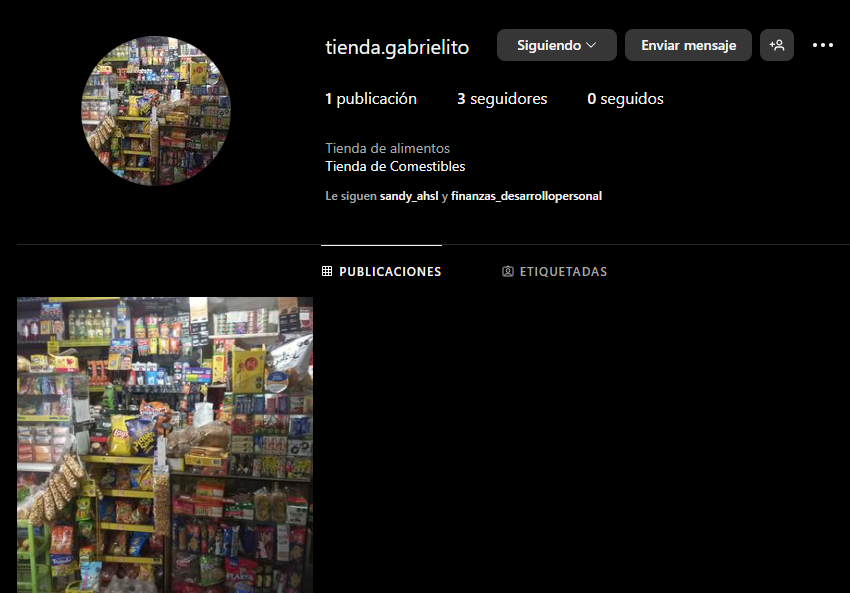 tienda.gabrielito
Siguiendo
Enviar mensaje
1 publicación
3 seguidores
0 seguidos
Tienda de alimentos
Tienda de Comestibles
Le siguen sandy_ahsl y finanzas_desarrollopersonal
PUBLICACIONES
ETIQUETADAS
Lay's